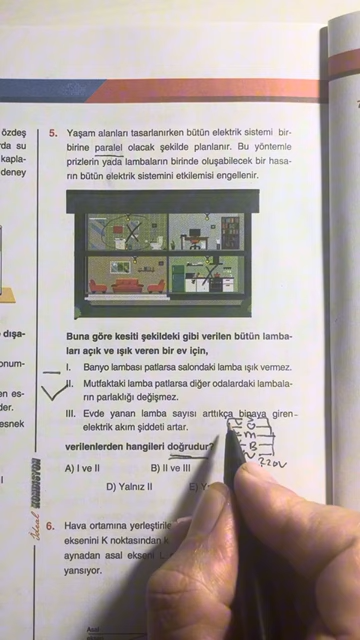 özdeş
da su
kapla-
deney
dışa-
onum-
en es-
der.
esnek
5. Yaşam alanları tasarlanırken bütün elektrik sistemi bir-
birine paralel olacak şekilde planlanır. Bu yöntemle
prizlerin yada lambaların birinde oluşabilecek bir hasa-
rın bütün elektrik sistemini etkilemesi engellenir.
Buna göre kesiti şekildeki gibi verilen bütün lamba-
ları açık ve ışık veren bir ev için,
I. Banyo lambası patlarsa salondaki lamba ışık vermez.
II. Mutfaktaki lamba patlarsa diğer odalardaki lambala-
rın parlaklığı değişmez.
III. Evde yanan lamba sayısı arttıkça binaya giren
elektrik akım şiddeti artar.
220V
verilenlerden hangileri doğrudur?
A) I ve II B) II ve III
D) Yalnız II E)
ideal KONDİSYON
6. Hava ortamına yerleştirile
eksenini K noktasından k
aynadan asal eksen
yansıyor.